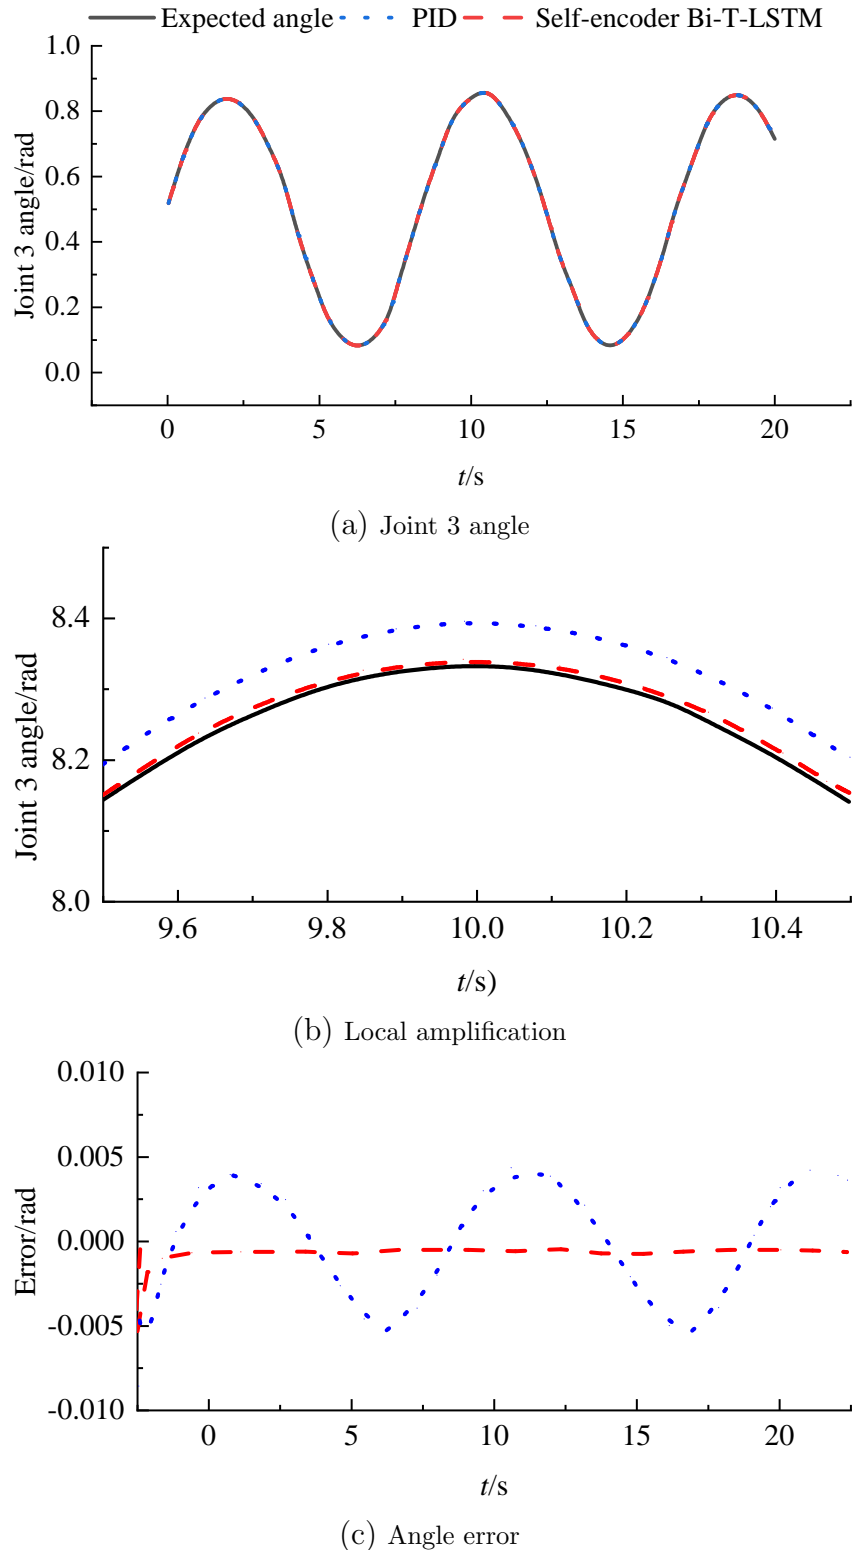 Expected angle PID Self-encoder Bi-T-LSTM
1.0
0.8
0.6
0.4
0.2
0.0
Joint 3 angle/rad
0 5 10 15 20
t/s
(a) Joint 3 angle
8.4
8.2
8.0
Joint 3 angle/rad
9.6 9.8 10.0 10.2 10.4
t/s)
(b) Local amplification
0.010
0.005
0.000
-0.005
-0.010
Error/rad
0 5 10 15 20
t/s
(c) Angle error